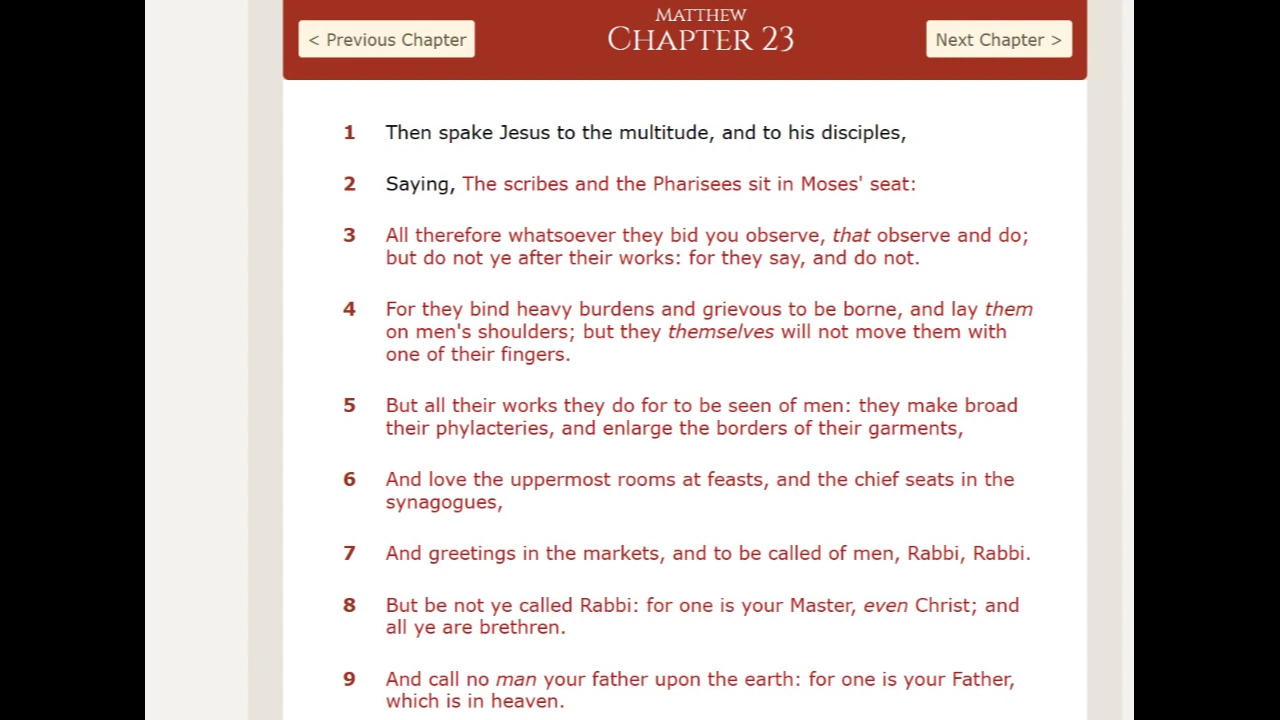 MATTHEW
CHAPTER 23
< Previous Chapter
Next Chapter >
1 Then spake Jesus to the multitude, and to his disciples,
2 Saying, The scribes and the Pharisees sit in Moses' seat:
3 All therefore whatsoever they bid you observe, that observe and do;
but do not ye after their works: for they say, and do not.
4 For they bind heavy burdens and grievous to be borne, and lay them
on men's shoulders; but they themselves will not move them with
one of their fingers.
5 But all their works they do for to be seen of men: they make broad
their phylacteries, and enlarge the borders of their garments,
6 And love the uppermost rooms at feasts, and the chief seats in the
synagogues,
7 And greetings in the markets, and to be called of men, Rabbi, Rabbi.
8 But be not ye called Rabbi: for one is your Master, even Christ; and
all ye are brethren.
9 And call no man your father upon the earth: for one is your Father,
which is in heaven.